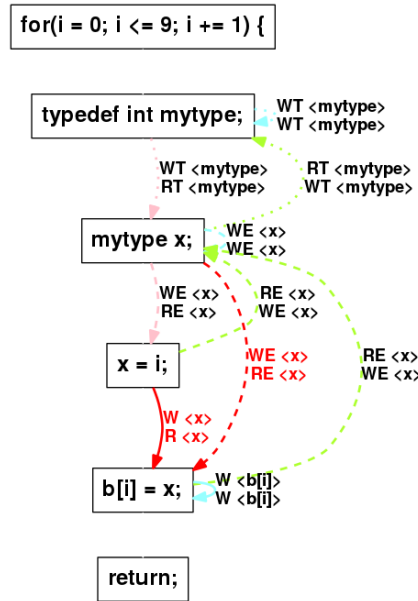 for(i = 0; i <= 9; i += 1) {
typedef int mytype;
WT <mytype>
WT <mytype>
WT <mytype>
RT <mytype>
RT <mytype>
WT <mytype>
mytype x;
WE <x>
WE <x>
WE <x>
RE <x>
RE <x>
WE <x>
x = i;
WE <x>
RE <x>
RE <x>
WE <x>
W <x>
R <x>
b[i] = x;
W <b[i]>
W <b[i]>
return;